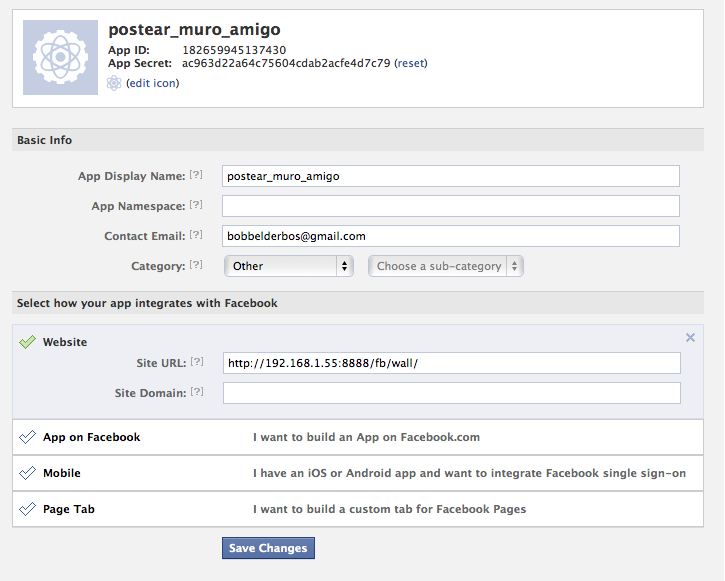 postear_muro_amigo
App ID: 182659945137430
App Secret: ac963d22a64c75604cdab2acfe4d7c79 (reset)
(edit icon)
Basic Info
App Display Name: [?] postear_muro_amigo
App Namespace: [?]
Contact Email: [?] bobbelderbos@gmail.com
Category: [?] Other Choose a sub-category
Select how your app integrates with Facebook
Website
Site URL: [?] http://192.168.1.55:8888/fb/wall/
Site Domain: [?]
App on Facebook I want to build an App on Facebook.com
Mobile I have an iOS or Android app and want to integrate Facebook single sign-on
Page Tab I want to build a custom tab for Facebook Pages
Save Changes